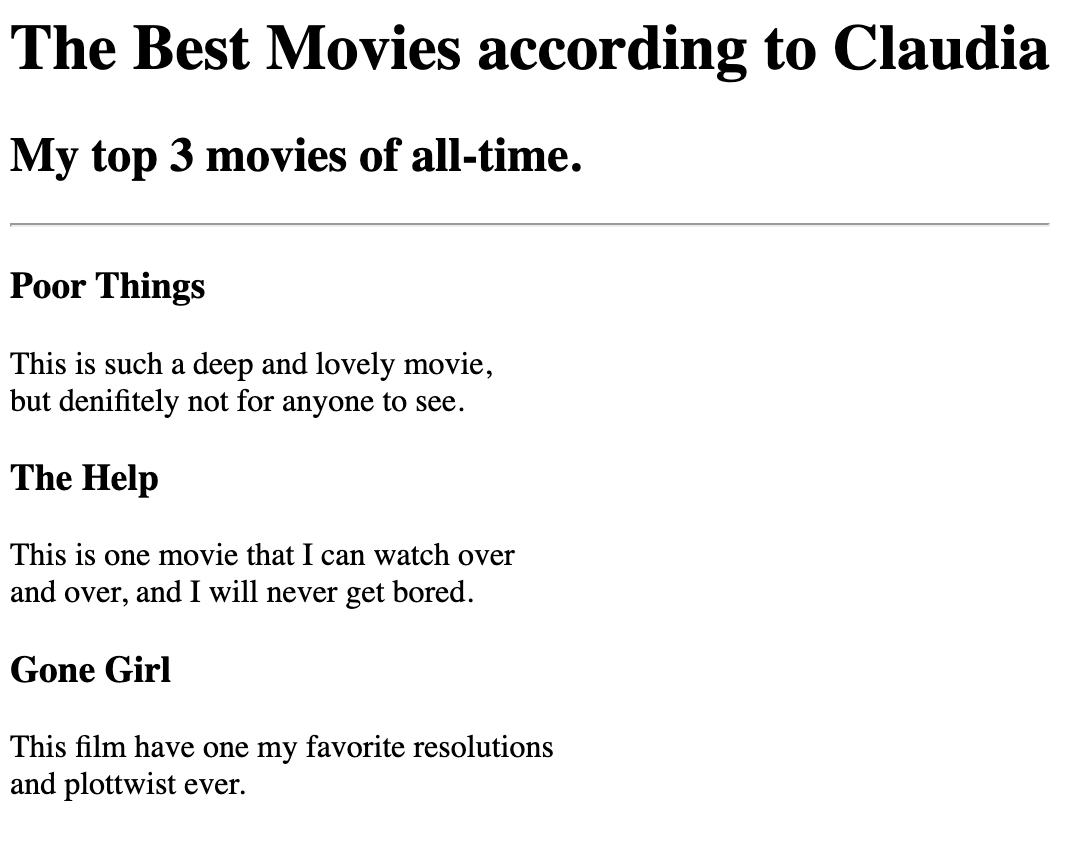 The Best Movies according to Claudia
My top 3 movies of all-time.
Poor Things
This is such a deep and lovely movie,
but denifitely not for anyone to see.
The Help
This is one movie that I can watch over
and over, and I will never get bored.
Gone Girl
This film have one my favorite resolutions
and plottwist ever.